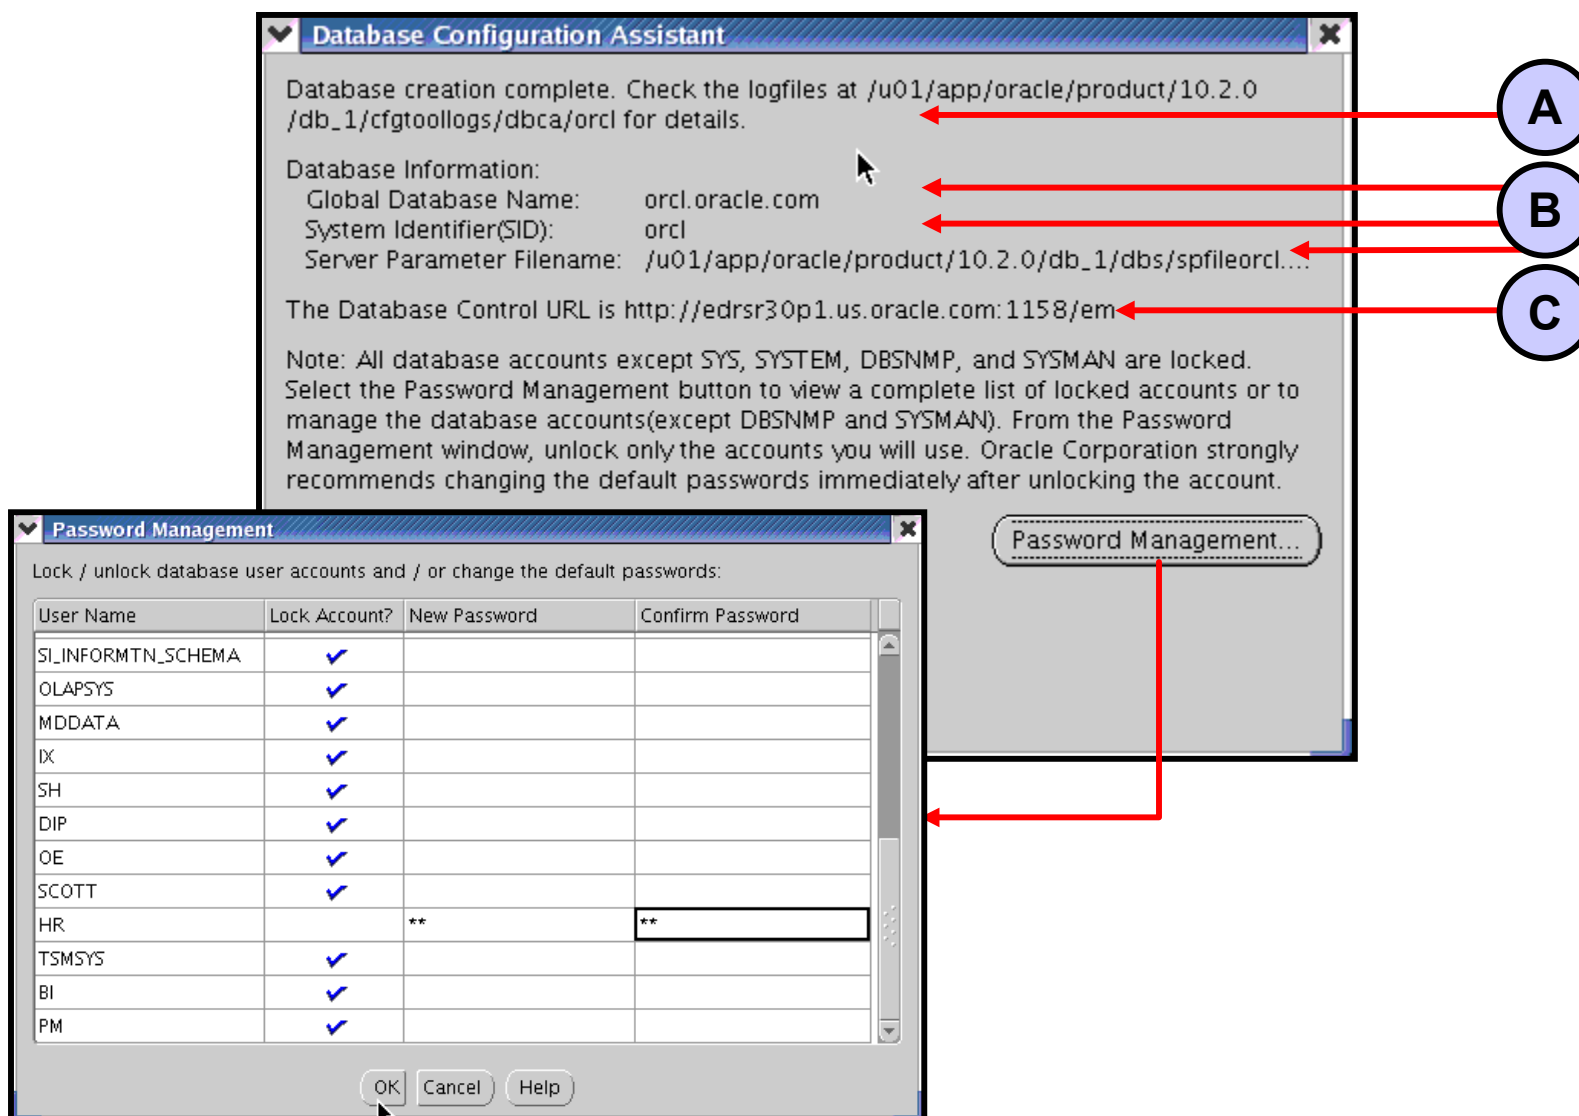 Database Configuration Assistant
Database creation complete. Check the logfiles at /u01/app/oracle/product/10.2.0
/db_1/cfgtoollogs/dbca/orcl for details.
A
Database Information:
Global Database Name: orcl.oracle.com
System Identifier(SID): orcl
B
Server Parameter Filename: /u01/app/oracle/product/10.2.0/db_1/dbs/spfileorcl....
The Database Control URL is http://edrsr30p1.us.oracle.com:1158/em
C
Note: All database accounts except SYS, SYSTEM, DBSNMP, and SYSMAN are locked.
Select the Password Management button to view a complete list of locked accounts or to
manage the database accounts(except DBSNMP and SYSMAN). From the Password
Management window, unlock only the accounts you will use. Oracle Corporation strongly
recommends changing the default passwords immediately after unlocking the account.
Password Management...
Password Management
Lock / unlock database user accounts and / or change the default passwords:
User Name Lock Account? New Password Confirm Password
SI_INFORMTN_SCHEMA
OLAPSYS
MDDATA
IX
SH
DIP
OE
SCOTT
HR ** **
TSMSYS
BI
PM
OK Cancel Help